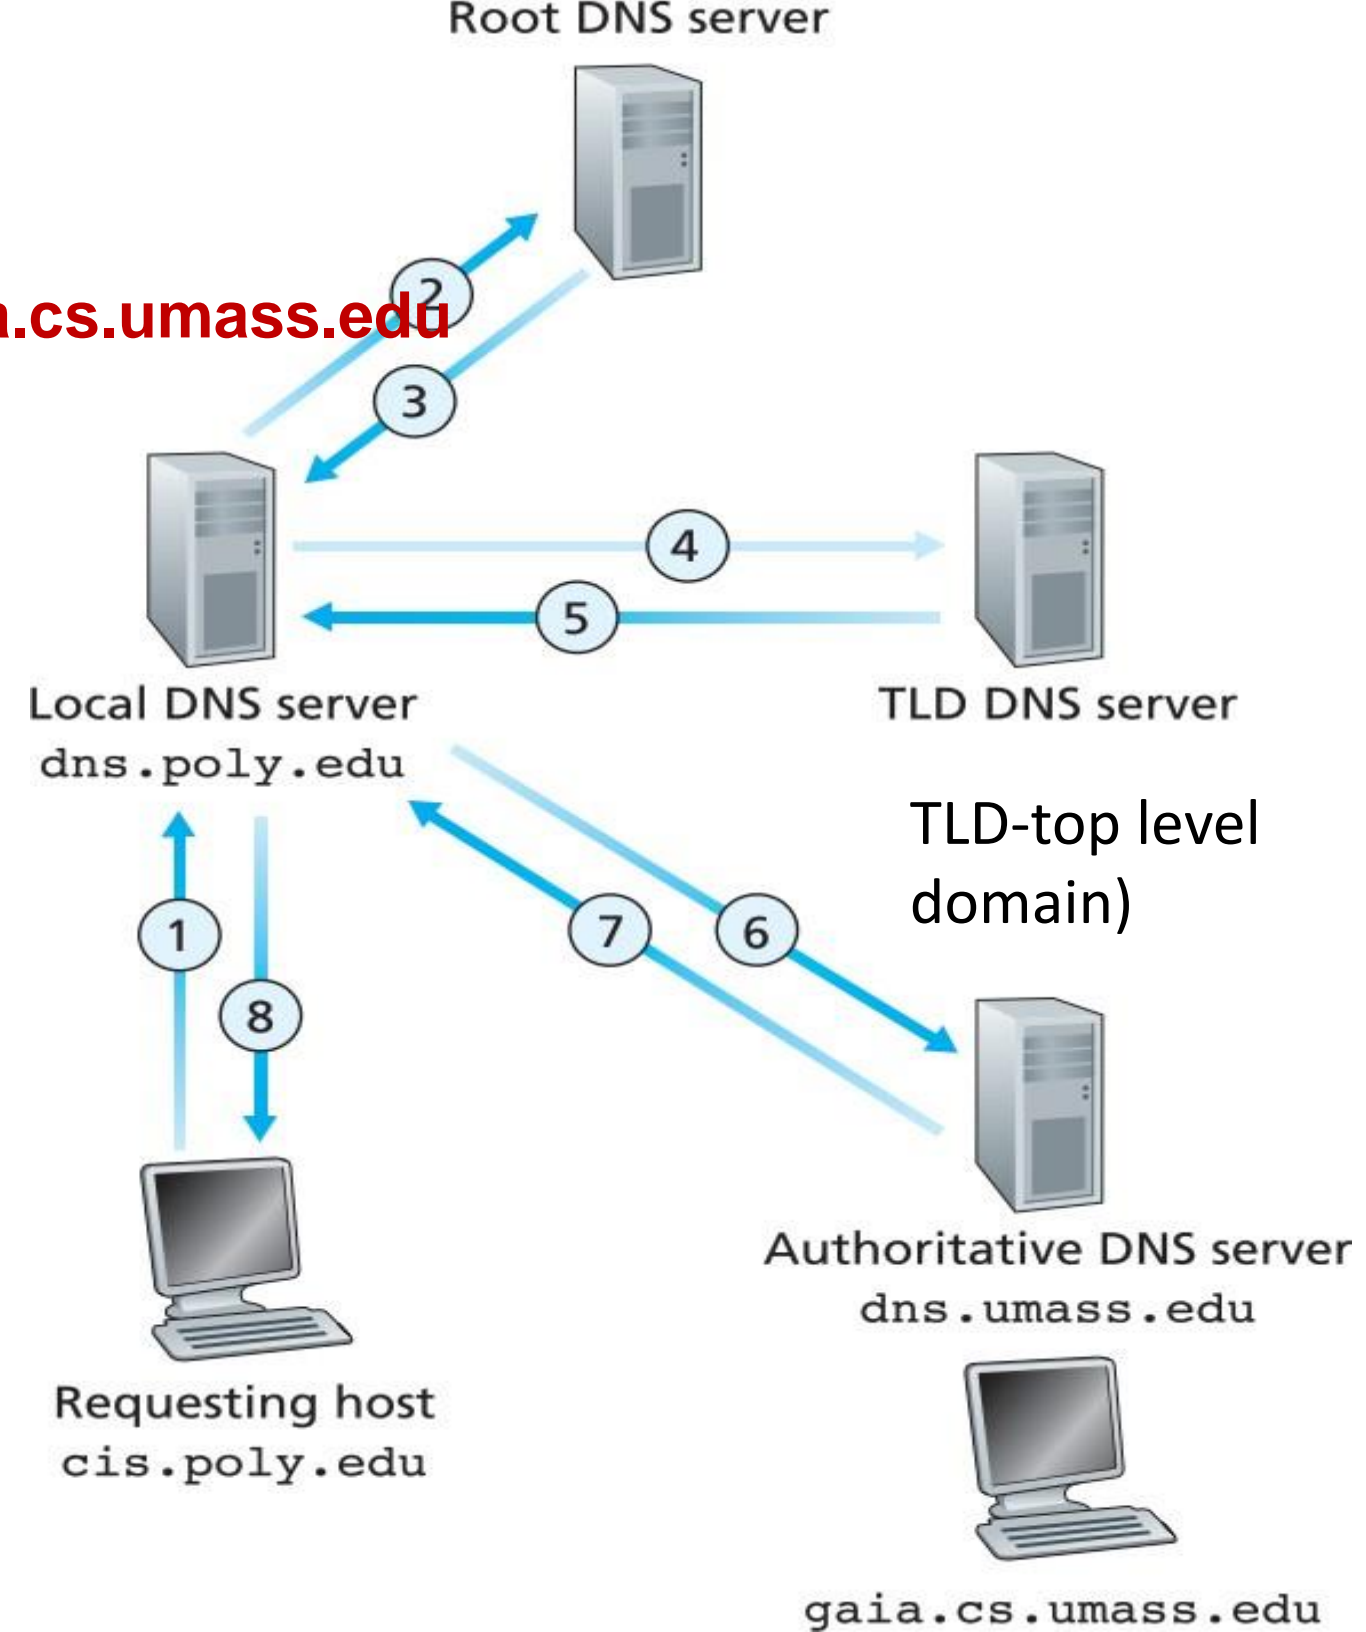 Root DNS server
2
a.cs.umass.edu
3
4
5
Local DNS server
dns.poly.edu
TLD DNS server
TLD-top level
domain)
1
7
6
8
Authoritative DNS server
dns.umass.edu
Requesting host
cis.poly.edu
gaia.cs.umass.edu